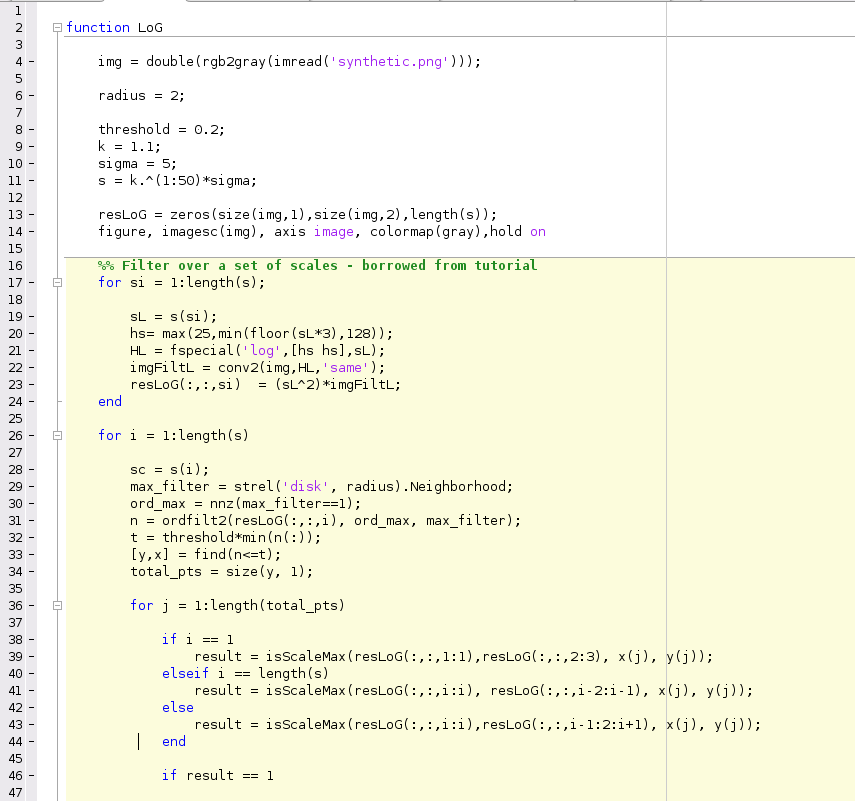 1
2 function LoG
3
4 - img = double(rgb2gray(imread('synthetic.png')));
5
6 - radius = 2;
7
8 - threshold = 0.2;
9 - k = 1.1;
10 - sigma = 5;
11 - s = k.^(1:50)*sigma;
12
13 - resLoG = zeros(size(img,1),size(img,2),length(s));
14 - figure, imagesc(img), axis image, colormap(gray),hold on
15
16 %% Filter over a set of scales - borrowed from tutorial
17 - for si = 1:length(s);
18
19 - sL = s(si);
20 - hs= max(25,min(floor(sL*3),128));
21 - HL = fspecial('log',[hs hs],sL);
22 - imgFiltL = conv2(img,HL,'same');
23 - resLoG(:,:,si)  = (sL^2)*imgFiltL;
24 - end
25
26 - for i = 1:length(s)
27
28 - sc = s(i);
29 - max_filter = strel('disk', radius).Neighborhood;
30 - ord_max = nnz(max_filter==1);
31 - n = ordfilt2(resLoG(:,:,i), ord_max, max_filter);
32 - t = threshold*min(n(:));
33 - [y,x] = find(n<=t);
34 - total_pts = size(y, 1);
35
36 - for j = 1:length(total_pts)
37
38 - if i == 1
39 - result = isScaleMax(resLoG(:,:,1:1),resLoG(:,:,2:3), x(j), y(j));
40 - elseif i == length(s)
41 - result = isScaleMax(resLoG(:,:,i:i), resLoG(:,:,i-2:i-1), x(j), y(j));
42 - else
43 - result = isScaleMax(resLoG(:,:,i:i),resLoG(:,:,i-1:2:i+1), x(j), y(j));
44 - end
45
46 - if result == 1
47